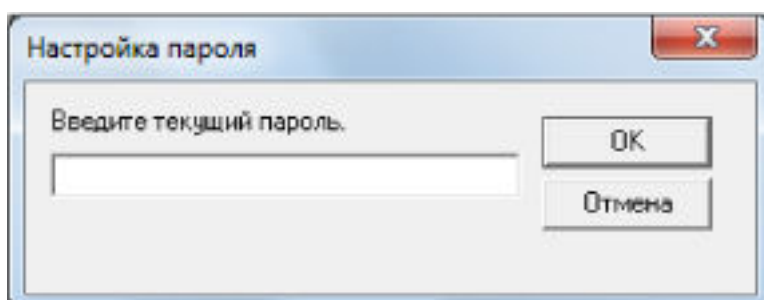 Настройка пароля
Введите текущий пароль.
OK
Отмена